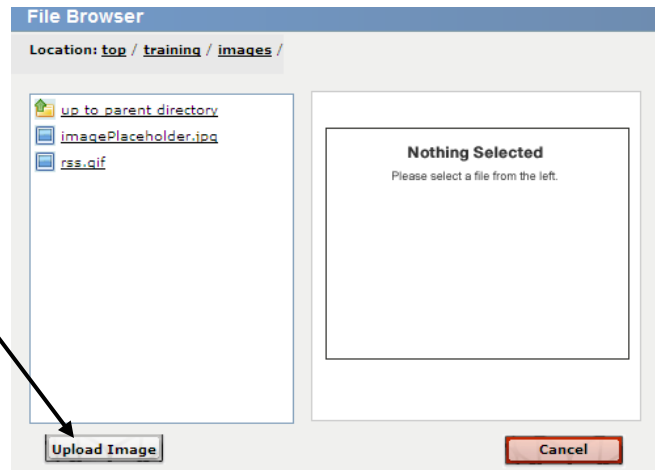 File Browser
Location: top / training / images /
up to parent directory
imagePlaceholder.jpg
rss.gif
Nothing Selected
Please select a file from the left.
Upload Image
Cancel